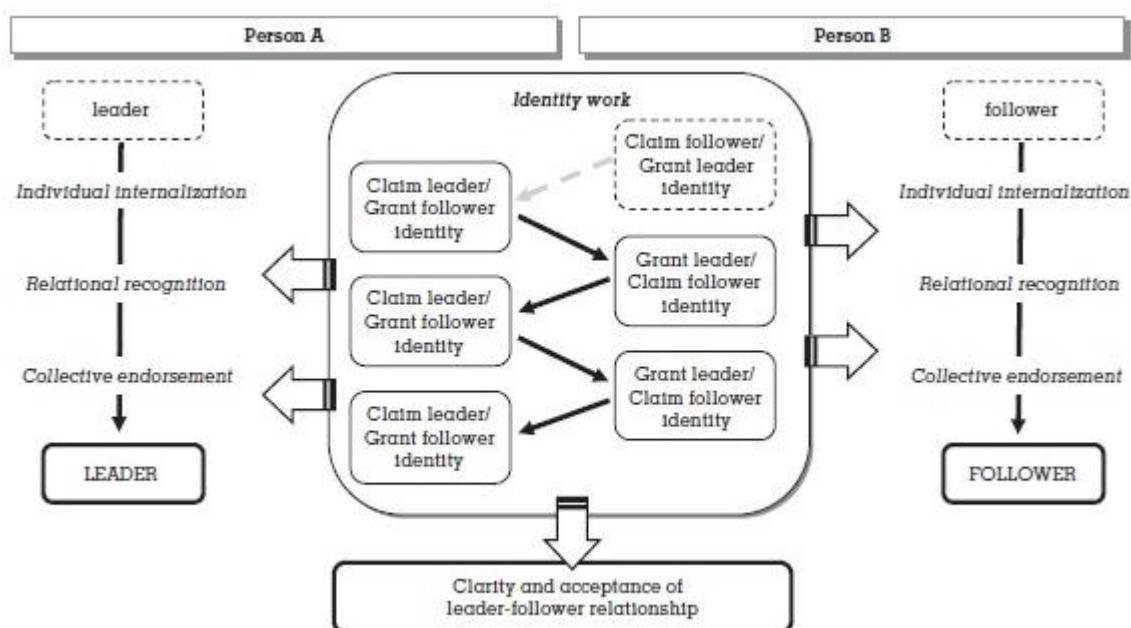 Person A
Person B
leader
Individual internalization
Relational recognition
Collective endorsement
LEADER
Identity work
Claim follower/
Grant leader
identity
Claim leader/
Grant follower
identity
Grant leader/
Claim follower
identity
Claim leader/
Grant follower
identity
Grant leader/
Claim follower
identity
Claim leader/
Grant follower
identity
follower
Individual internalization
Relational recognition
Collective endorsement
FOLLOWER
Clarity and acceptance of
leader-follower relationship